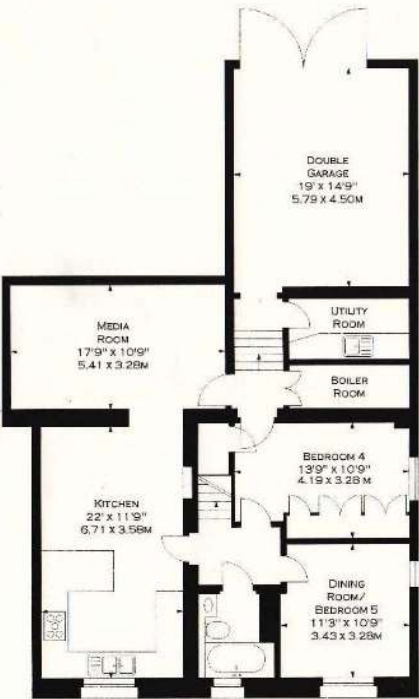 DOUBLE
GARAGE
19' X 14'9"
5.79 X 4.50M
UTILITY
ROOM
MEDIA
ROOM
17'9" X 10'9"
5.41 X 3.28M
BOILER
ROOM
BEDROOM 4
13'9" X 10'9"
4.19 X 3.28 M
KITCHEN
22' X 11'9"
6.71 X 3.58M
DINING
ROOM/
BEDROOM 5
11'3" X 10'9"
3.43 X 3.28M